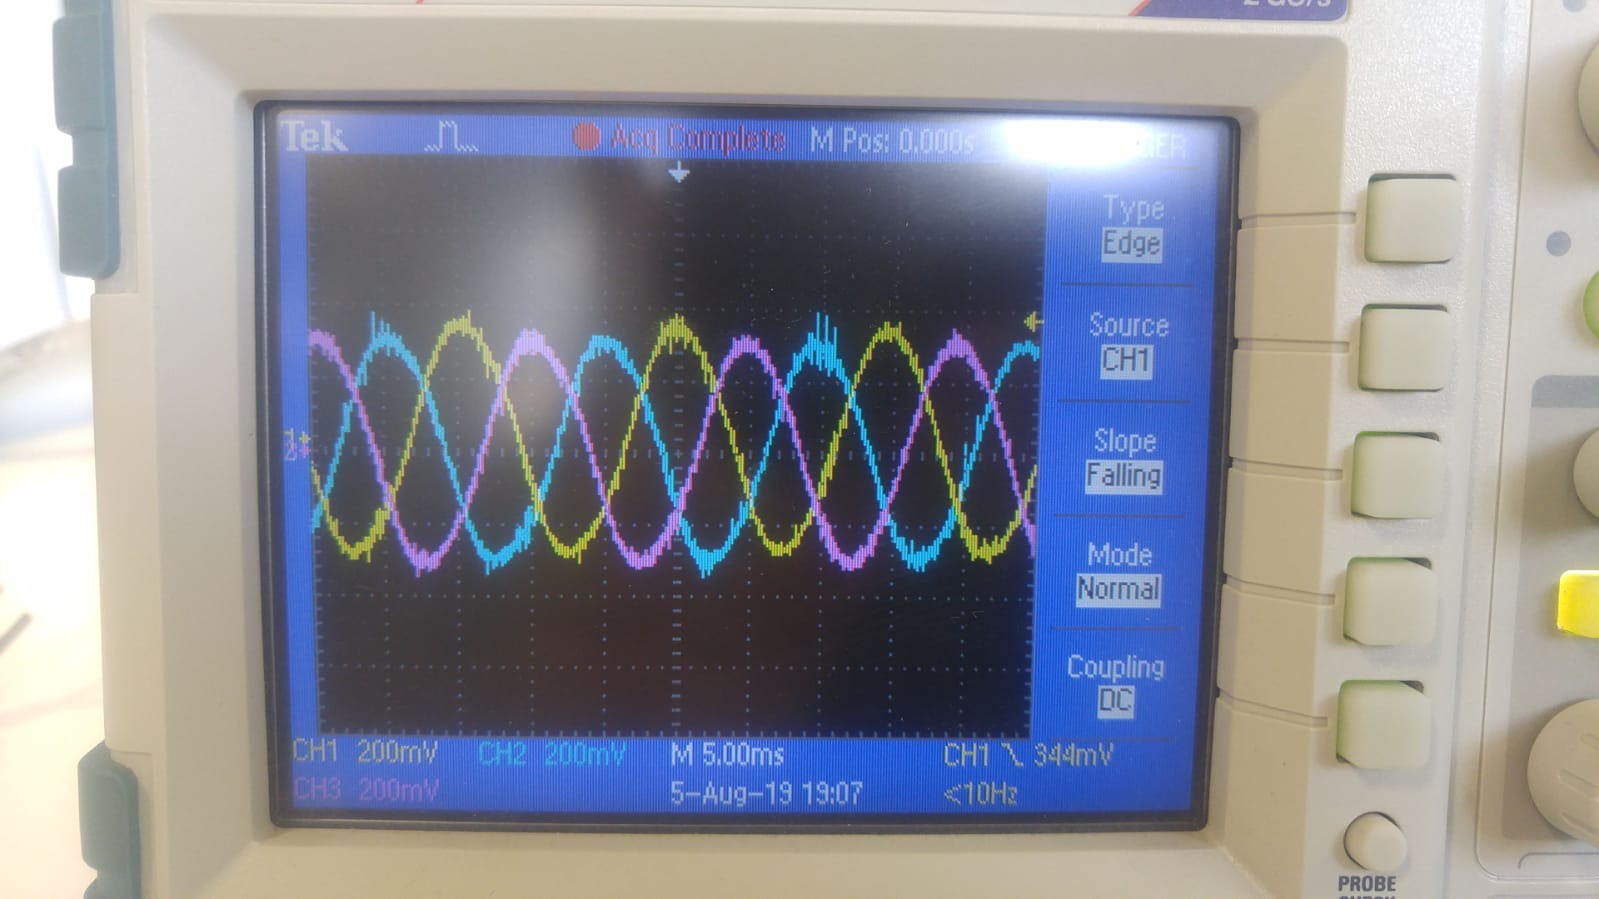 Tek Acq Complete M Pos: 0.000s
Type
Edge
Source
CH1
Slope
Falling
Mode
Normal
Coupling
DC
CH1 200mV CH2 200mV M 5.00ms CH1 344mV
CH3 200mV 5-Aug-19 19:07 <10Hz
PROBE